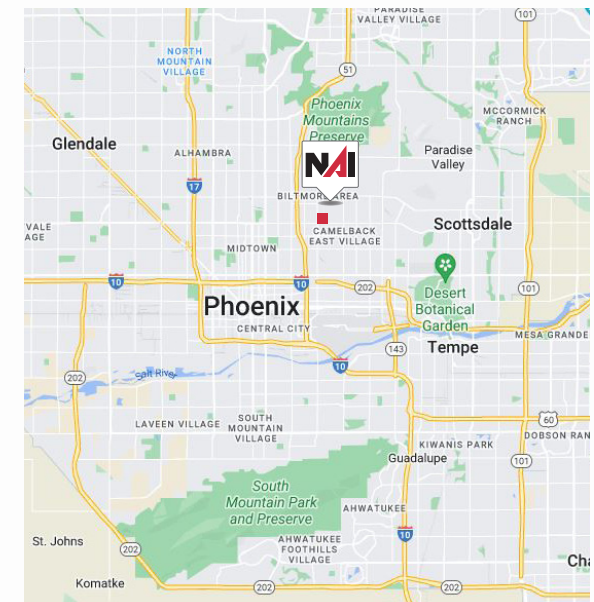 PARADISE
VALLEY VILLAGE
101
NORTH
MOUNTAIN
VILLAGE
51
Phoenix
Mountains
Preserve
MCCORMICK
RANCH
Glendale
ALHAMBRA
Paradise
Valley
NAI
17
BILTMORE AREA
VALE
AGE
Scottsdale
CAMELBACK
EAST VILLAGE
MIDTOWN
10
10
202
101
Desert
Botanical
Garden
Phoenix
CENTRAL CITY
MESA GRANDE
143
Tempe
10
Salt River
202
60
LAVEEN VILLAGE
SOUTH
MOUNTAIN
VILLAGE
DOBSON RAN
KIWANIS PARK
Guadalupe
101
South
Mountain Park
and Preserve
AHWATUKEE
10
St. Johns
202
AHWATUKEE
FOOTHILLS
VILLAGE
Cha
Komatke
202
202